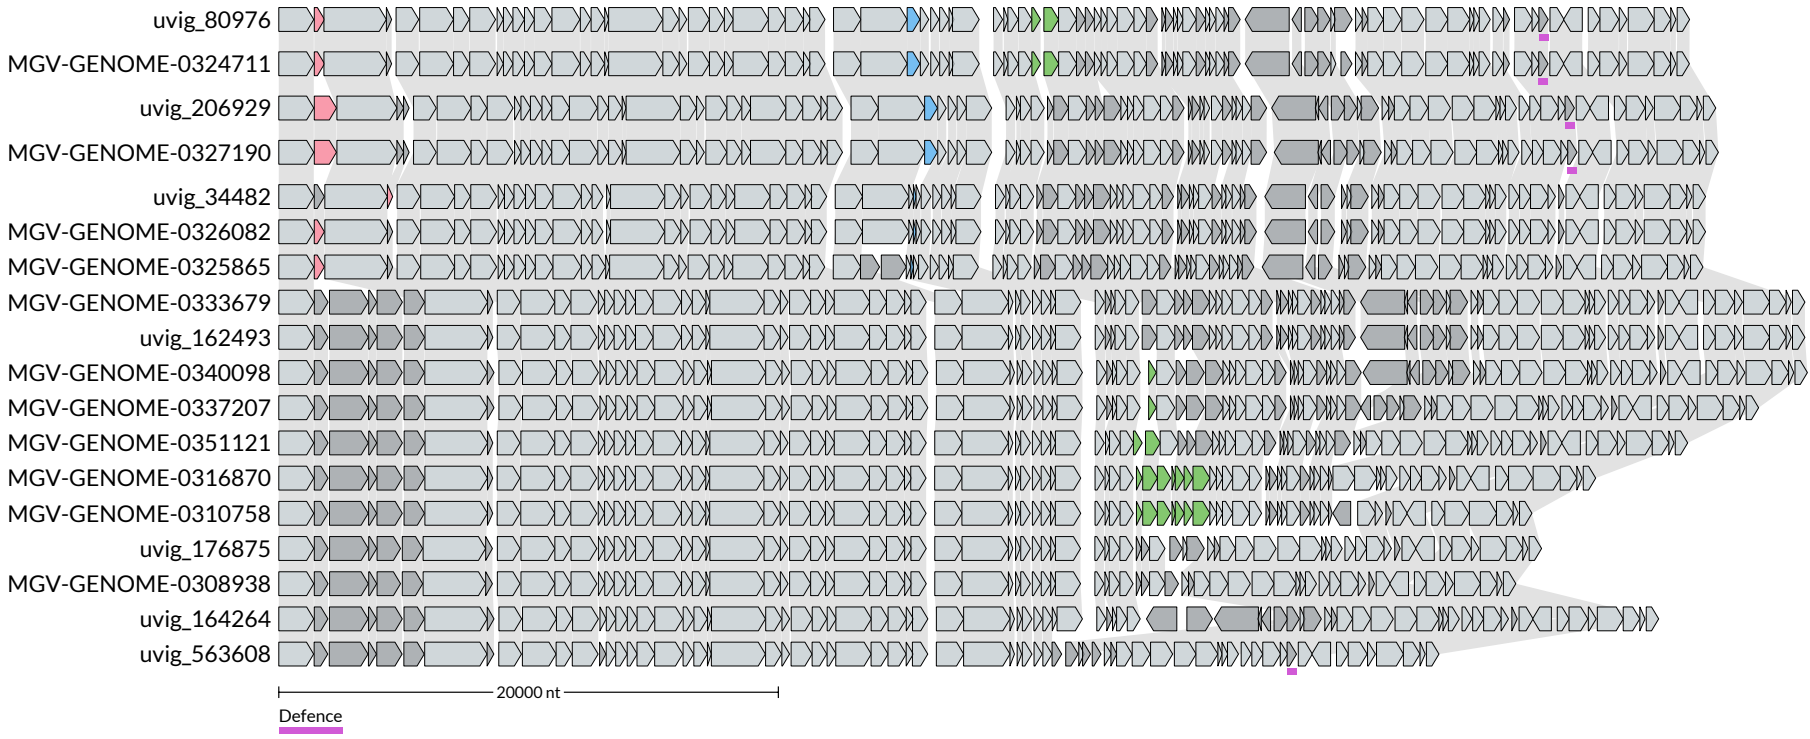 uvig_80976
MGV-GENOME-0324711
uvig_206929
MGV-GENOME-0327190
uvig_34482
MGV-GENOME-0326082
MGV-GENOME-0325865
MGV-GENOME-0333679
uvig_162493
MGV-GENOME-0340098
MGV-GENOME-0337207
MGV-GENOME-0351121
MGV-GENOME-0316870
MGV-GENOME-0310758
uvig_176875
MGV-GENOME-0308938
uvig_164264
uvig_563608
20000 nt
Defence